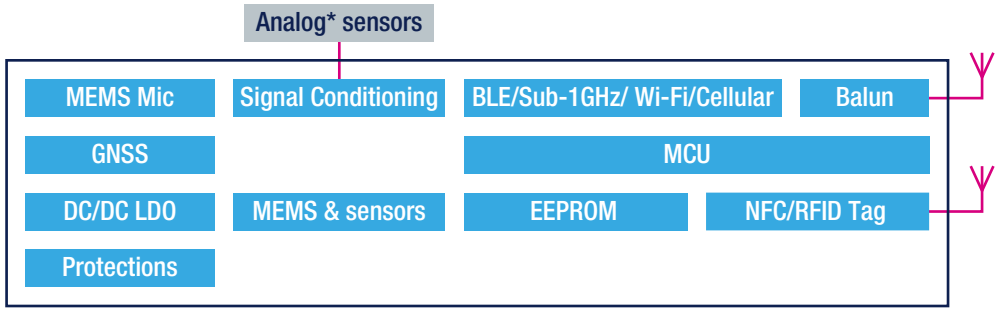 Analog* sensors
MEMS Mic
Signal Conditioning
BLE/Sub-1GHz/ Wi-Fi/Cellular
Balun
GNSS
MCU
DC/DC LDO
MEMS & sensors
EEPROM
NFC/RFID Tag
Protections